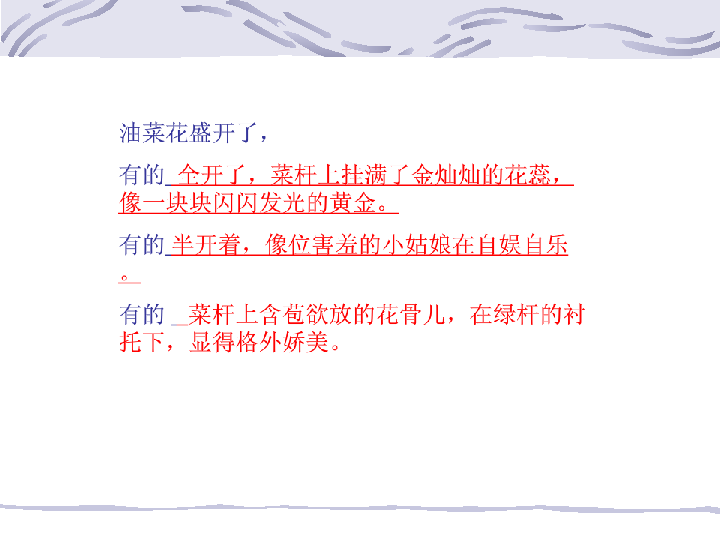 油菜花盛开了，
有的 全开了，菜杆上挂满了金灿灿的花蕊，
像一块块闪闪发光的黄金。
有的 半开着，像位害羞的小姑娘在自娱自乐
。
有的 菜杆上含苞欲放的花骨儿，在绿杆的衬
托下，显得格外娇美。